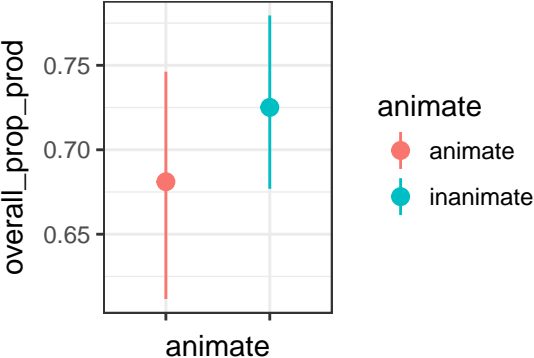 overall_prop_prod
0.75
0.70
0.65
animate
animate
animate
inanimate